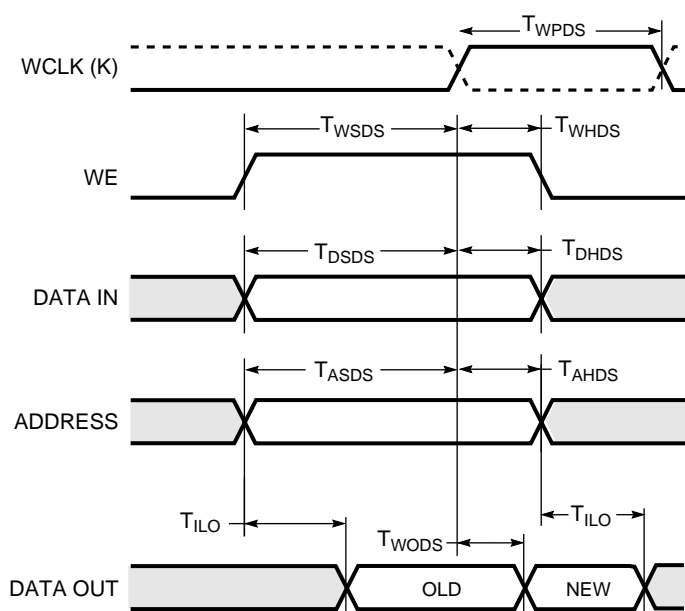 TWPDS
WCLK (K)
TWSDS TWHDS
WE
TDSDS TDHDS
DATA IN
TASDS TAHDS
ADDRESS
TILO TILO
TWODS
DATA OUT OLD NEW